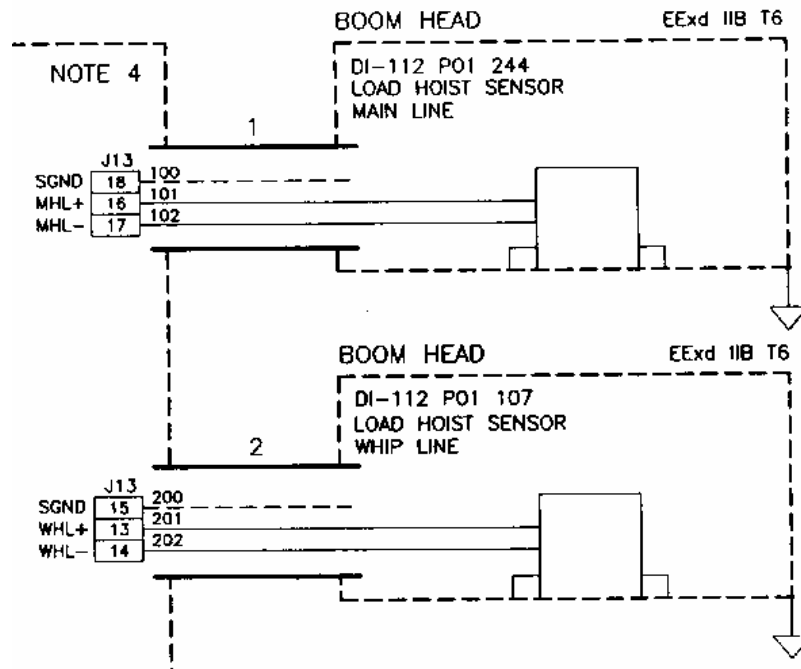 BOOM HEAD EExd IIB T6
NOTE 4
DI-112 P01 244
LOAD HOIST SENSOR
MAIN LINE
1
J13
SGND 18 100
MHL+ 16 101
MHL- 17 102
BOOM HEAD EExd IIB T6
DI-112 P01 107
LOAD HOIST SENSOR
WHIP LINE
2
J13
SGND 15 200
WHL+ 13 201
WHL- 14 202